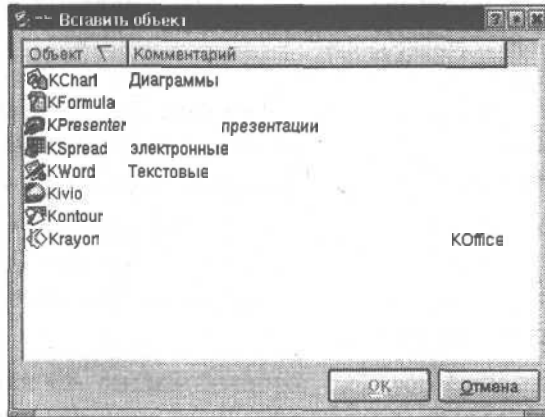 Вставить объект
Объект Комментарий
KChart Диаграммы
KFormula
KPresenter презентации
KSpread электронные
KWord Текстовые
Kivio
Kontour
Krayon KOffice
OK Отмена